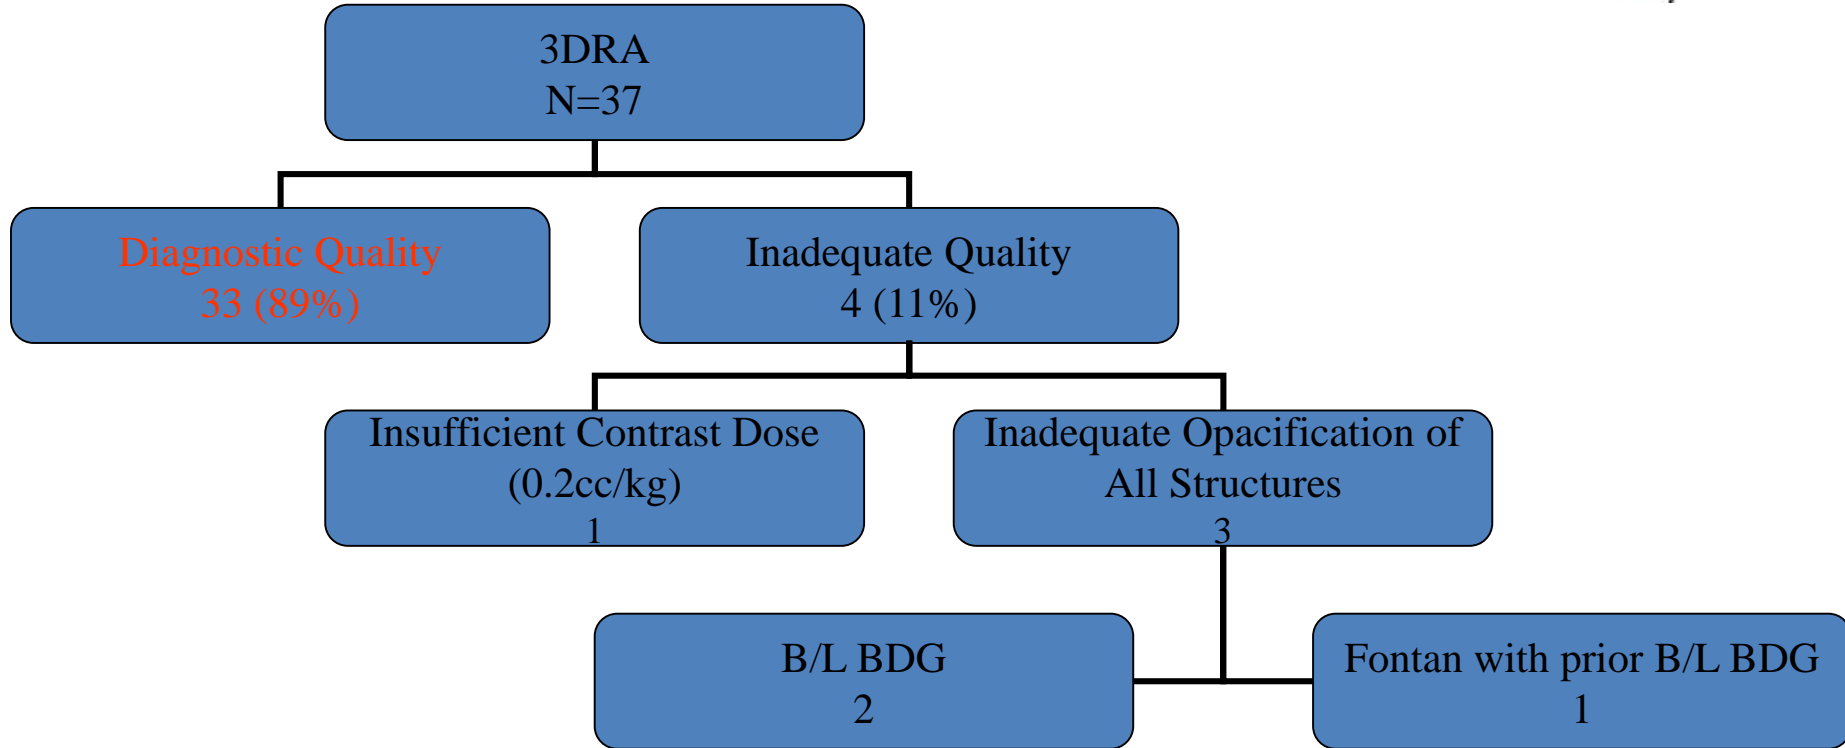 3DRA
N=37
Diagnostic Quality
33 (89%)
Inadequate Quality
4 (11%)
Insufficient Contrast Dose
(0.2cc/kg)
1
Inadequate Opacification of
All Structures
3
B/L BDG
2
Fontan with prior B/L BDG
1